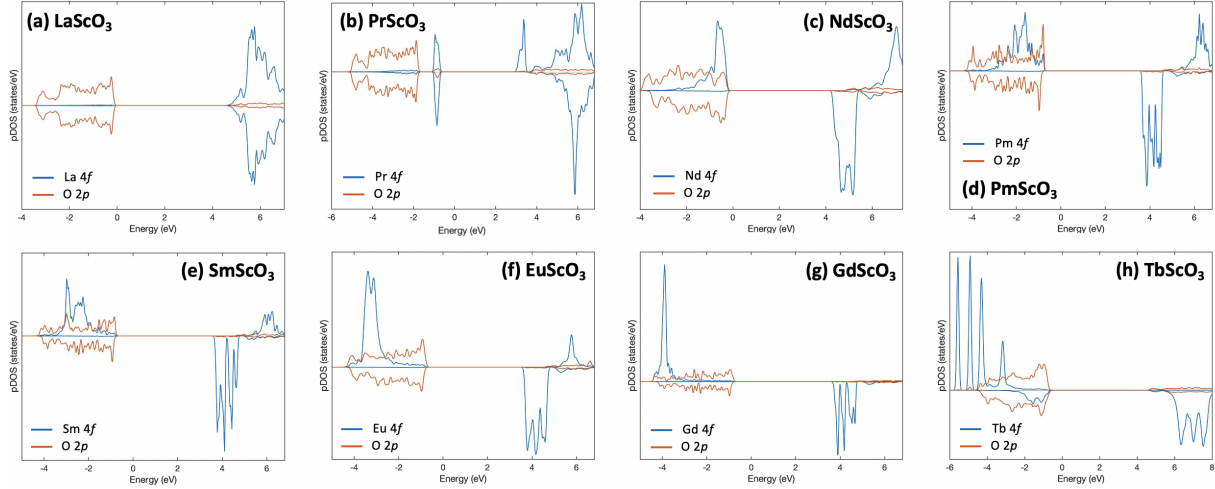 (a) LaScO₃
pDOS (states/eV)
La 4f
O 2p
-4 -2 0 2 4 6
Energy (eV)
(b) PrScO₃
pDOS (states/eV)
Pr 4f
O 2p
-6 -4 -2 0 2 4 6
Energy (eV)
(c) NdScO₃
pDOS (states/eV)
Nd 4f
O 2p
-4 -2 0 2 4 6
Energy (eV)
pDOS (states/eV)
Pm 4f
O 2p
(d) PmScO₃
-4 -2 0 2 4 6
Energy (eV)
(e) SmScO₃
pDOS (states/eV)
Sm 4f
O 2p
-4 -2 0 2 4 6
Energy (eV)
(f) EuScO₃
pDOS (states/eV)
Eu 4f
O 2p
-4 -2 0 2 4 6
Energy (eV)
(g) GdScO₃
pDOS (states/eV)
Gd 4f
O 2p
-4 -2 0 2 4 6
Energy (eV)
(h) TbScO₃
pDOS (states/eV)
Tb 4f
O 2p
-6 -4 -2 0 2 4 6 8
Energy (eV)